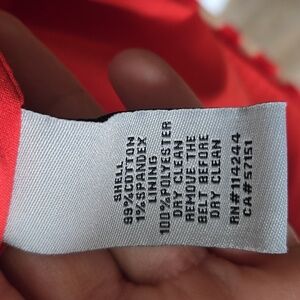 SHELL
99%COTTON
1%SPANDEX
LINING
100%POLYESTER
DRY CLEAN
REMOVE THE
BELT BEFORE
DRY CLEAN
RN#114244
CA#57151